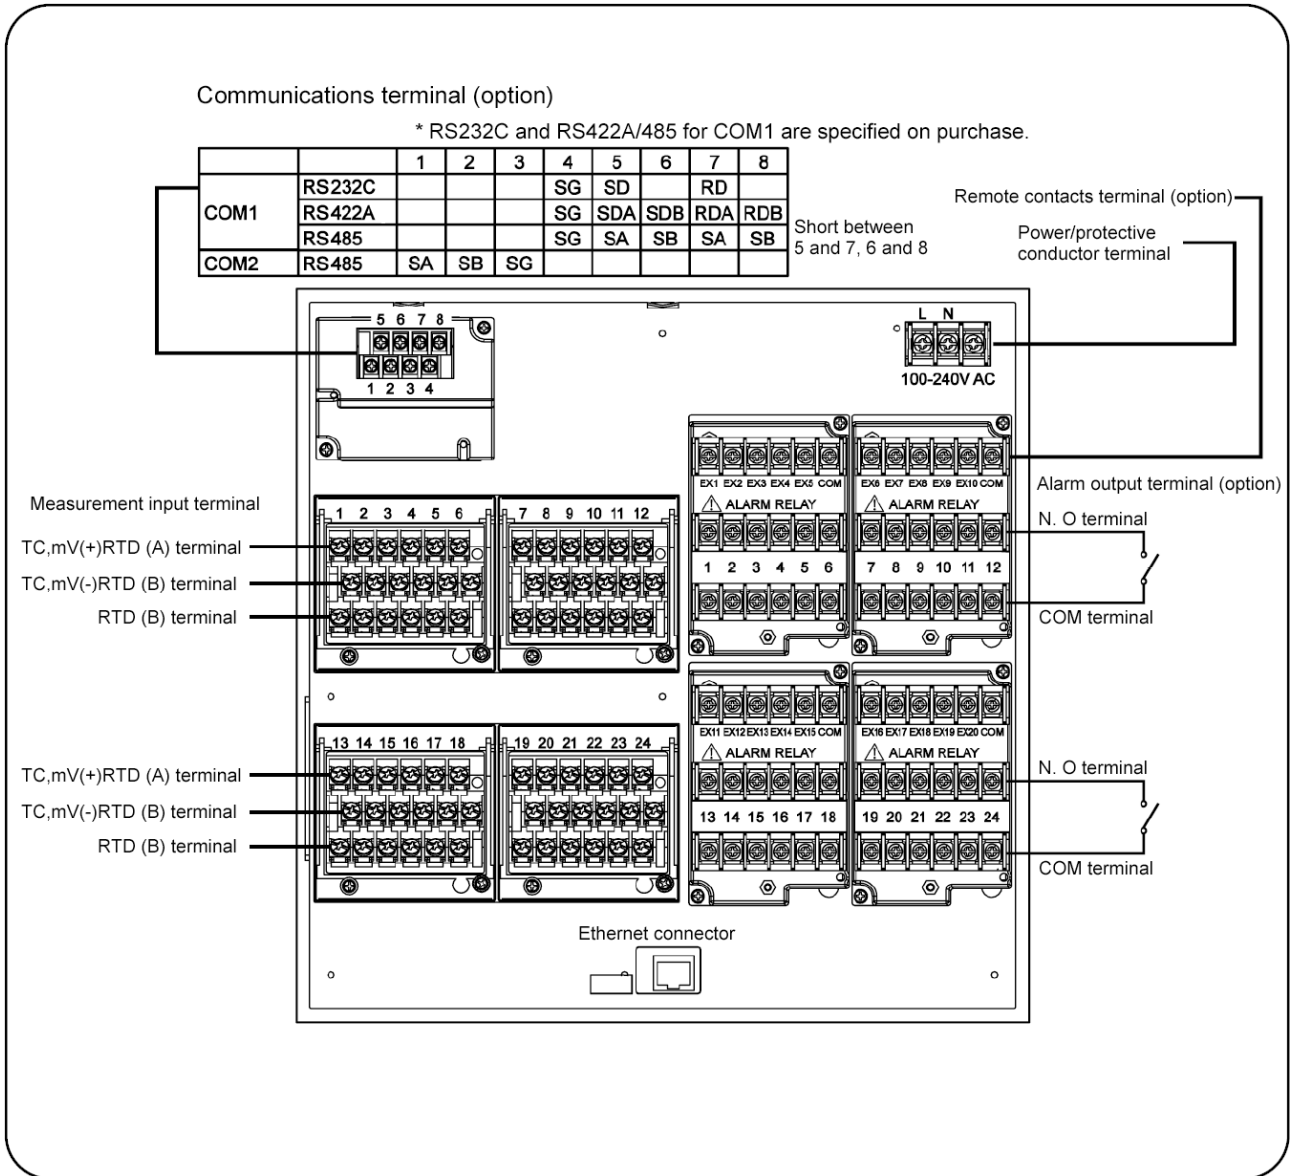 Communications terminal (option)
* RS232C and RS422A/485 for COM1 are specified on purchase.
1 2 3 4 5 6 7 8
COM1 RS232C SG SD RD
RS422A SG SDA SDB RDA RDB
RS485 SG SA SB SA SB
COM2 RS485 SA SB SG
Short between
5 and 7, 6 and 8
Remote contacts terminal (option)
Power/protective
conductor terminal
5 6 7 8
1 2 3 4
L N
100-240V AC
EX1 EX2 EX3 EX4 EX5 COM
EX6 EX7 EX8 EX9 EX10 COM
ALARM RELAY
ALARM RELAY
1 2 3 4 5 6
7 8 9 10 11 12
Alarm output terminal (option)
N. O terminal
COM terminal
Measurement input terminal
1 2 3 4 5 6
7 8 9 10 11 12
TC,mV(+)RTD (A) terminal
TC,mV(-)RTD (B) terminal
RTD (B) terminal
EX11 EX12 EX13 EX14 EX15 COM
EX16 EX17 EX18 EX19 EX20 COM
ALARM RELAY
ALARM RELAY
13 14 15 16 17 18
19 20 21 22 23 24
N. O terminal
COM terminal
13 14 15 16 17 18
19 20 21 22 23 24
TC,mV(+)RTD (A) terminal
TC,mV(-)RTD (B) terminal
RTD (B) terminal
Ethernet connector